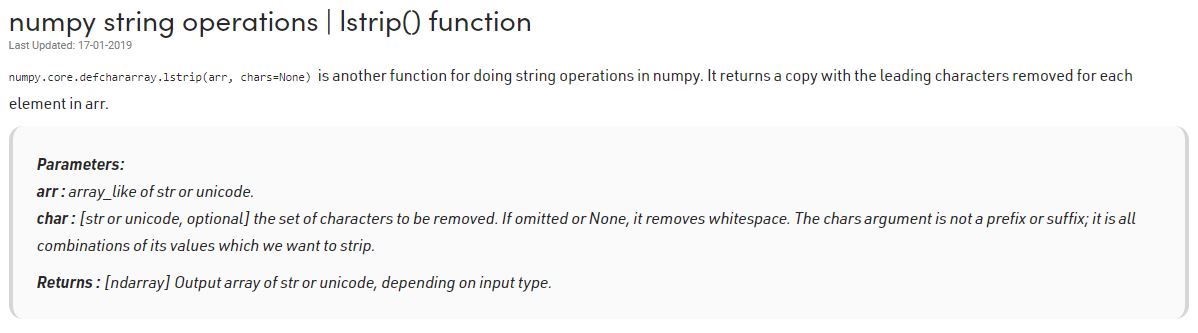 numpy string operations | lstrip() function
Last Updated: 17-01-2019
numpy.core.defchararray.lstrip(arr, chars=None) is another function for doing string operations in numpy. It returns a copy with the leading characters removed for each
element in arr.
Parameters:
arr : array_like of str or unicode.
char : [str or unicode, optional] the set of characters to be removed. If omitted or None, it removes whitespace. The chars argument is not a prefix or suffix; it is all
combinations of its values which we want to strip.
Returns : [ndarray] Output array of str or unicode, depending on input type.